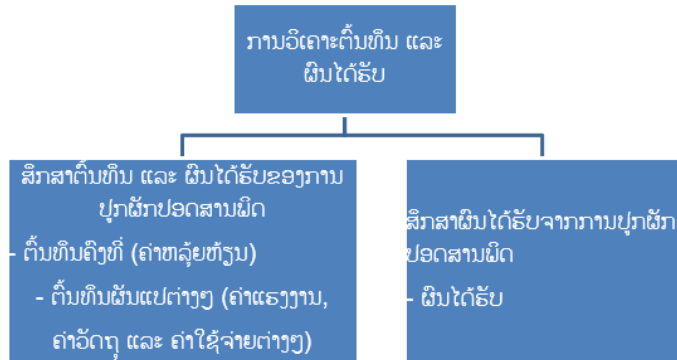 ການວິເຄາະຕົ້ນທຶນ ແລະ
ຜົນໄດ້ຮັບ
ສຶກສາຕົ້ນທຶນ ແລະ ຜົນໄດ້ຮັບຂອງການ
ປູກຜັກປອດສານພິດ
- ຕົ້ນທຶນຄົງທີ່ (ຄ່າຫລຸ້ຍຫ້ຽນ)
- ຕົ້ນທຶນຜັນແປຕ່າງໆ (ຄ່າແຮງງານ,
ຄ່າວັດຖຸ ແລະ ຄ່າໃຊ້ຈ່າຍຕ່າງໆ)
ສຶກສາຜົນໄດ້ຮັບຈາກການປູກຜັກ
ປອດສານພິດ
- ຜົນໄດ້ຮັບ